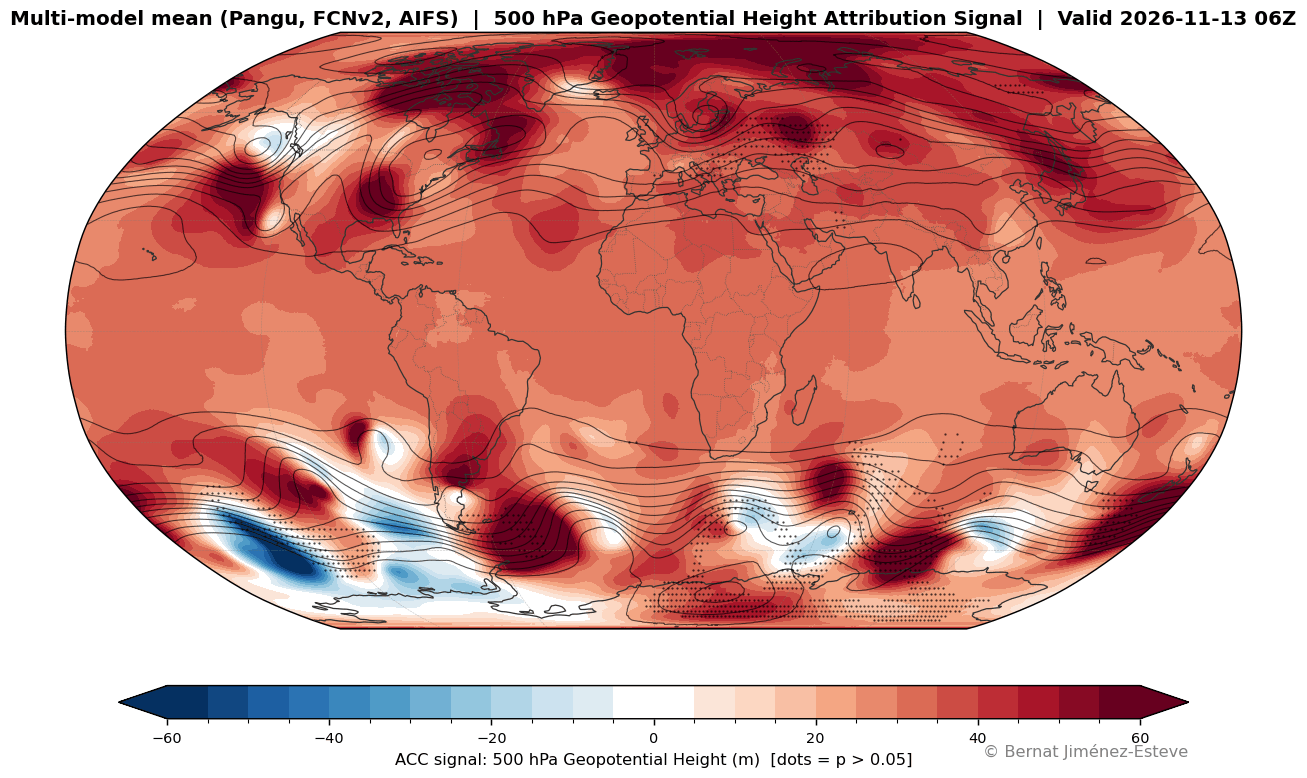 Multi-model mean (Pangu, FCNv2, AIFS) | 500 hPa Geopotential Height Attribution Signal | Valid 2026-11-13 06Z
−60 −40 −20 0 20 40 60
ACC signal: 500 hPa Geopotential Height (m) [dots = p > 0.05]
© Bernat Jiménez-Esteve